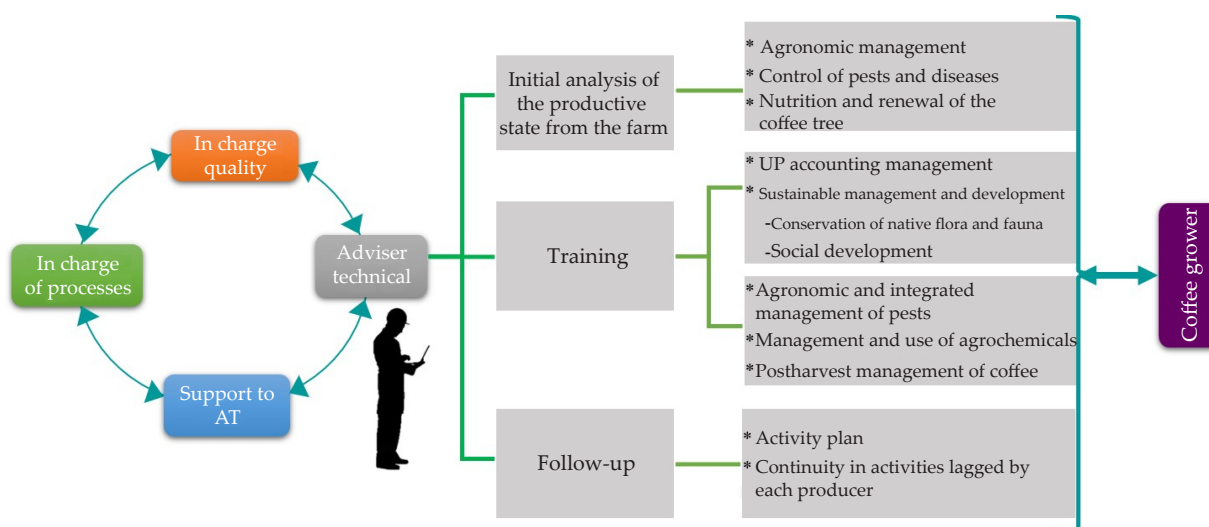 In charge
quality
In charge
of processes
Adviser
technical
Support to
AT
Initial analysis of
the productive
state from the farm
* Agronomic management
* Control of pests and diseases
* Nutrition and renewal of the
coffee tree
Training
* UP accounting management
* Sustainable management and development
-Conservation of native flora and fauna
-Social development
*Agronomic and integrated
management of pests
*Management and use of agrochemicals
*Postharvest management of coffee
Follow-up
* Activity plan
* Continuity in activities lagged by
each producer
Coffee grower